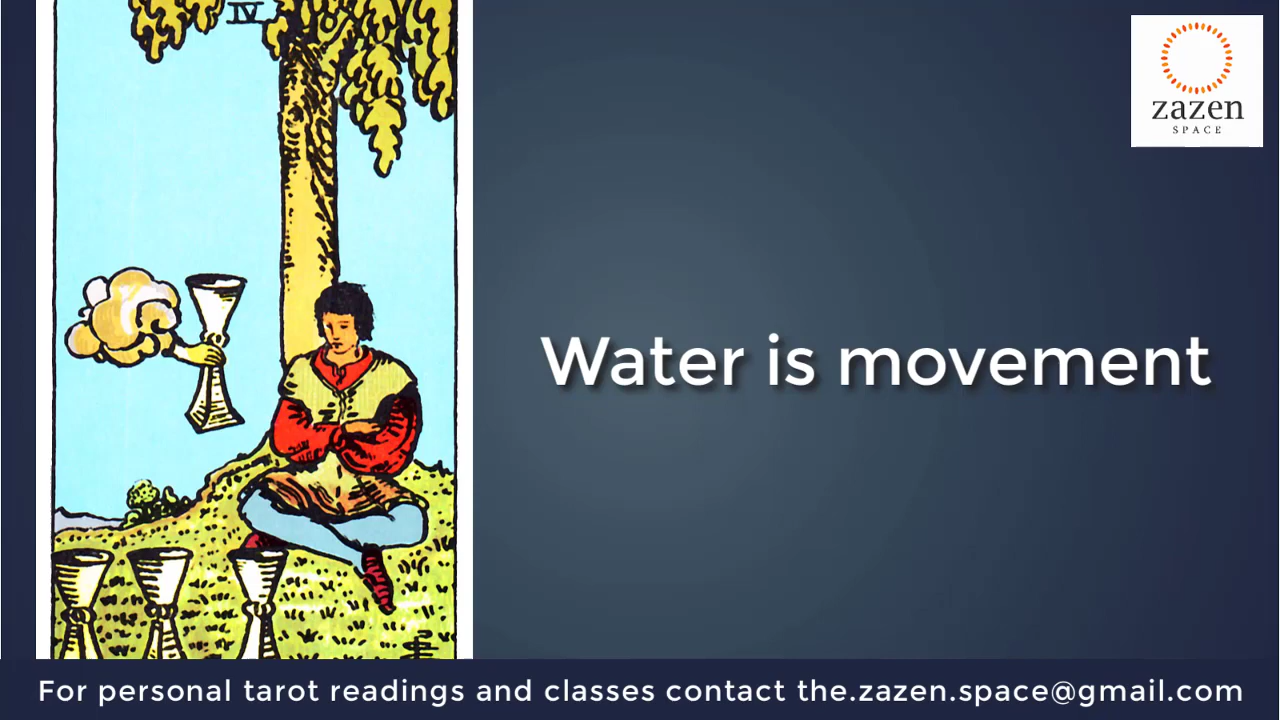 IV
zazen
SPACE
Water is movement
For personal tarot readings and classes contact the.zazen.space@gmail.com